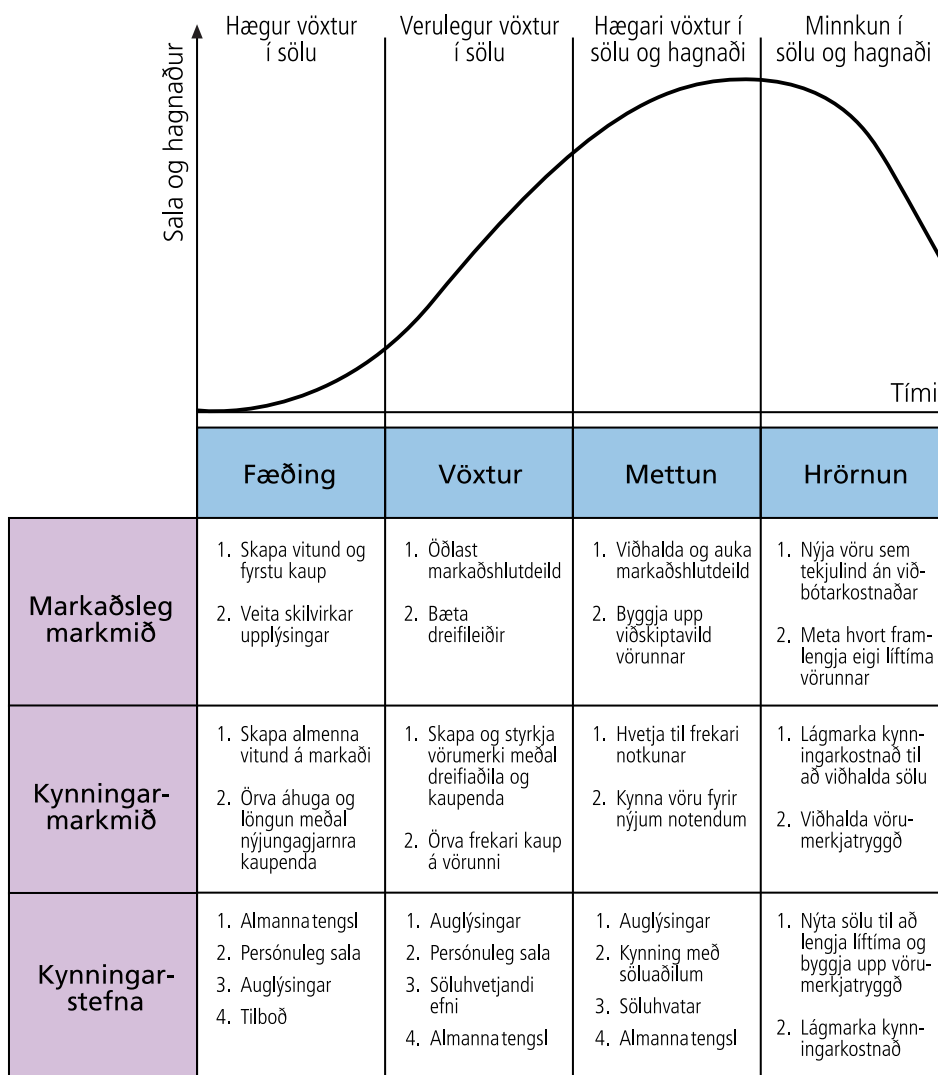 Hægur vöxtur
í sölu
Verulegur vöxtur
í sölu
Hægari vöxtur í
sölu og hagnaði
Minnkun í
sölu og hagnaði
Sala og hagnaður
Tími
Fæðing
Vöxtur
Mettun
Hrörnun
Markaðsleg
markmið
1. Skapa vitund og
fyrstu kaup
2. Veita skilvirkar
upplýsingar
1. Öðlast
markaðshlutdeild
2. Bæta
dreifileiðir
1. Viðhalda og auka
markaðshlutdeild
2. Byggja upp
viðskiptavild
vörunnar
1. Nýja vöru sem
tekjulind án við-
bótarkostnaðar
2. Meta hvort fram-
lengja eigi líftíma
vörunnar
Kynningar-
markmið
1. Skapa almenna
vitund á markaði
2. Örva áhuga og
löngun meðal
nýjungagjarnra
kaupenda
1. Skapa og styrkja
vörumerki meðal
dreifiaðila og
kaupenda
2. Örva frekari kaup
á vörunni
1. Hvetja til frekari
notkunar
2. Kynna vöru fyrir
nýjum notendum
1. Lágmarka kynn-
ingarkostnað til
að viðhalda sölu
2. Viðhalda vöru-
merkjatryggð
Kynningar-
stefna
1. Almanna tengsl
2. Persónuleg sala
3. Auglýsingar
4. Tilboð
1. Auglýsingar
2. Persónuleg sala
3. Söluhvetjandi
efni
4. Almanna tengsl
1. Auglýsingar
2. Kynning með
söluaðilum
3. Söluhvatar
4. Almanna tengsl
1. Nýta sölu til að
lengja líftíma og
byggja upp vöru-
merkjatryggð
2. Lágmarka kynn-
ingarkostnað